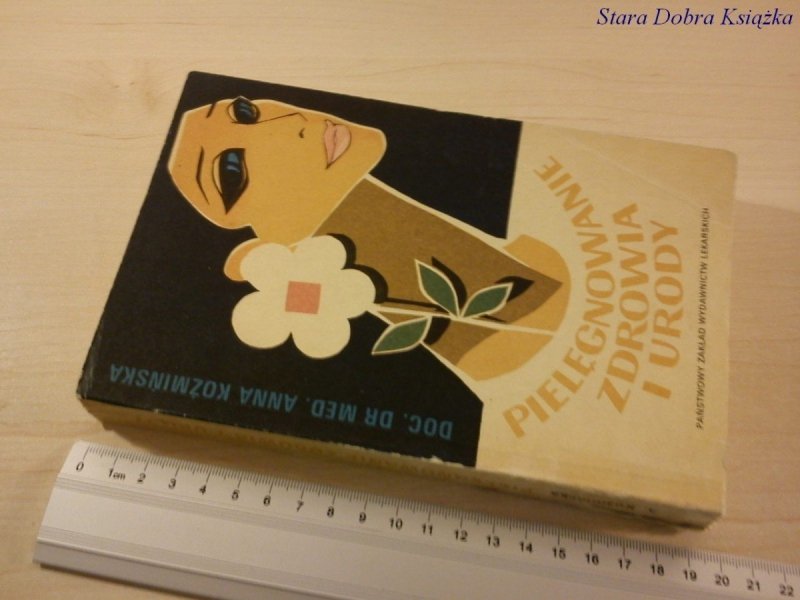 Stara Dobra Książka
DOC. DR MED. ANNA KOŹMIŃSKA
PIELĘGNOWANIE
ZDROWIA
I URODY
PAŃSTWOWY ZAKŁAD WYDAWNICTW LEKARSKICH
0 1cm 2 3 4 5 6 7 8 9 10 11 12 13 14 15 16 17 18 19 20 21 22